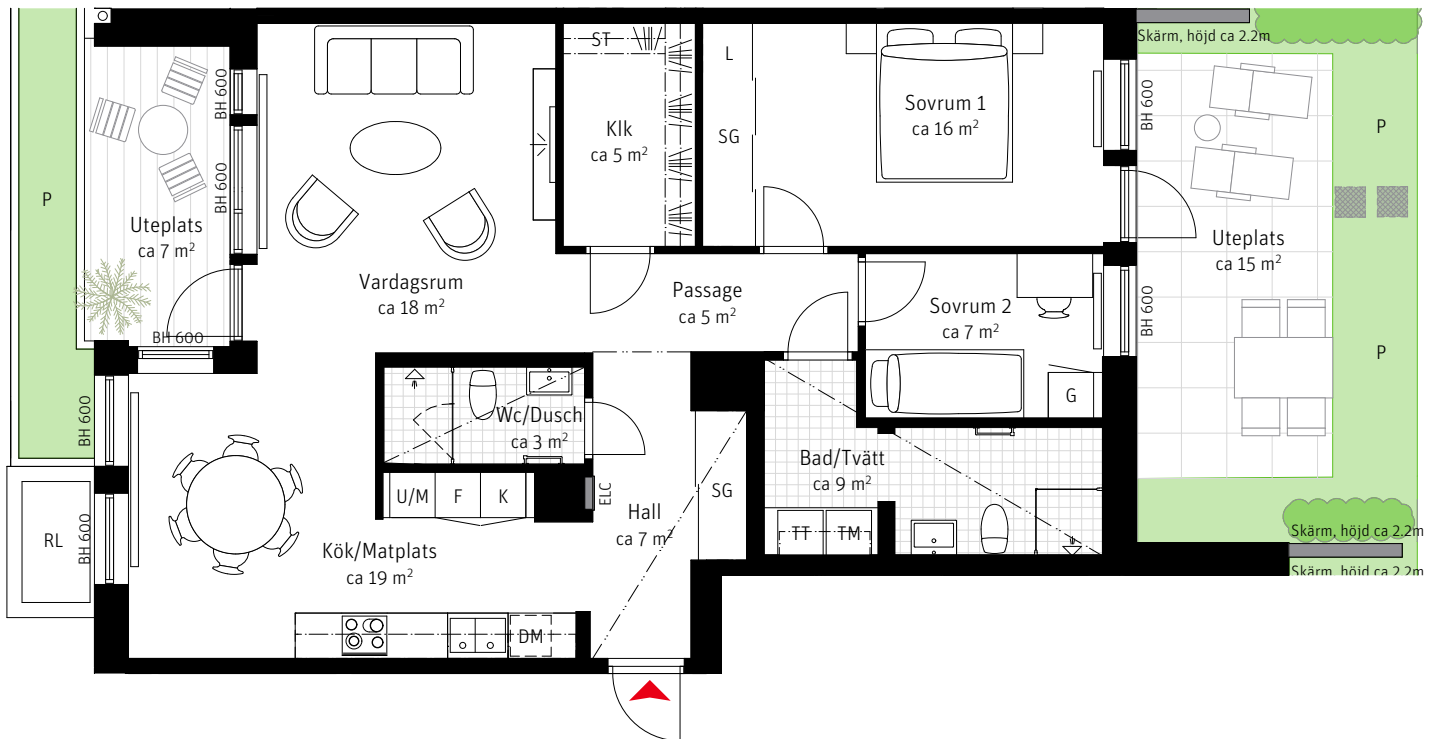 Skärm, höjd ca 2.2m
ST
L
SG
Klk
ca 5 m²
Sovrum 1
ca 16 m²
BH 600
BH 600
BH 600
P
P
Uteplats
ca 7 m²
Uteplats
ca 15 m²
Vardagsrum
ca 18 m²
Passage
ca 5 m²
Sovrum 2
ca 7 m²
BH 600
BH 600
P
G
Wc/Dusch
ca 3 m²
BH 600
U/M
F
K
ELC
Hall
ca 7 m²
SG
Bad/Tvätt
ca 9 m²
TT
TM
RL
BH 600
Kök/Matplats
ca 19 m²
DM
Skärm, höjd ca 2.2m
Skärm, höjd ca 2.2m